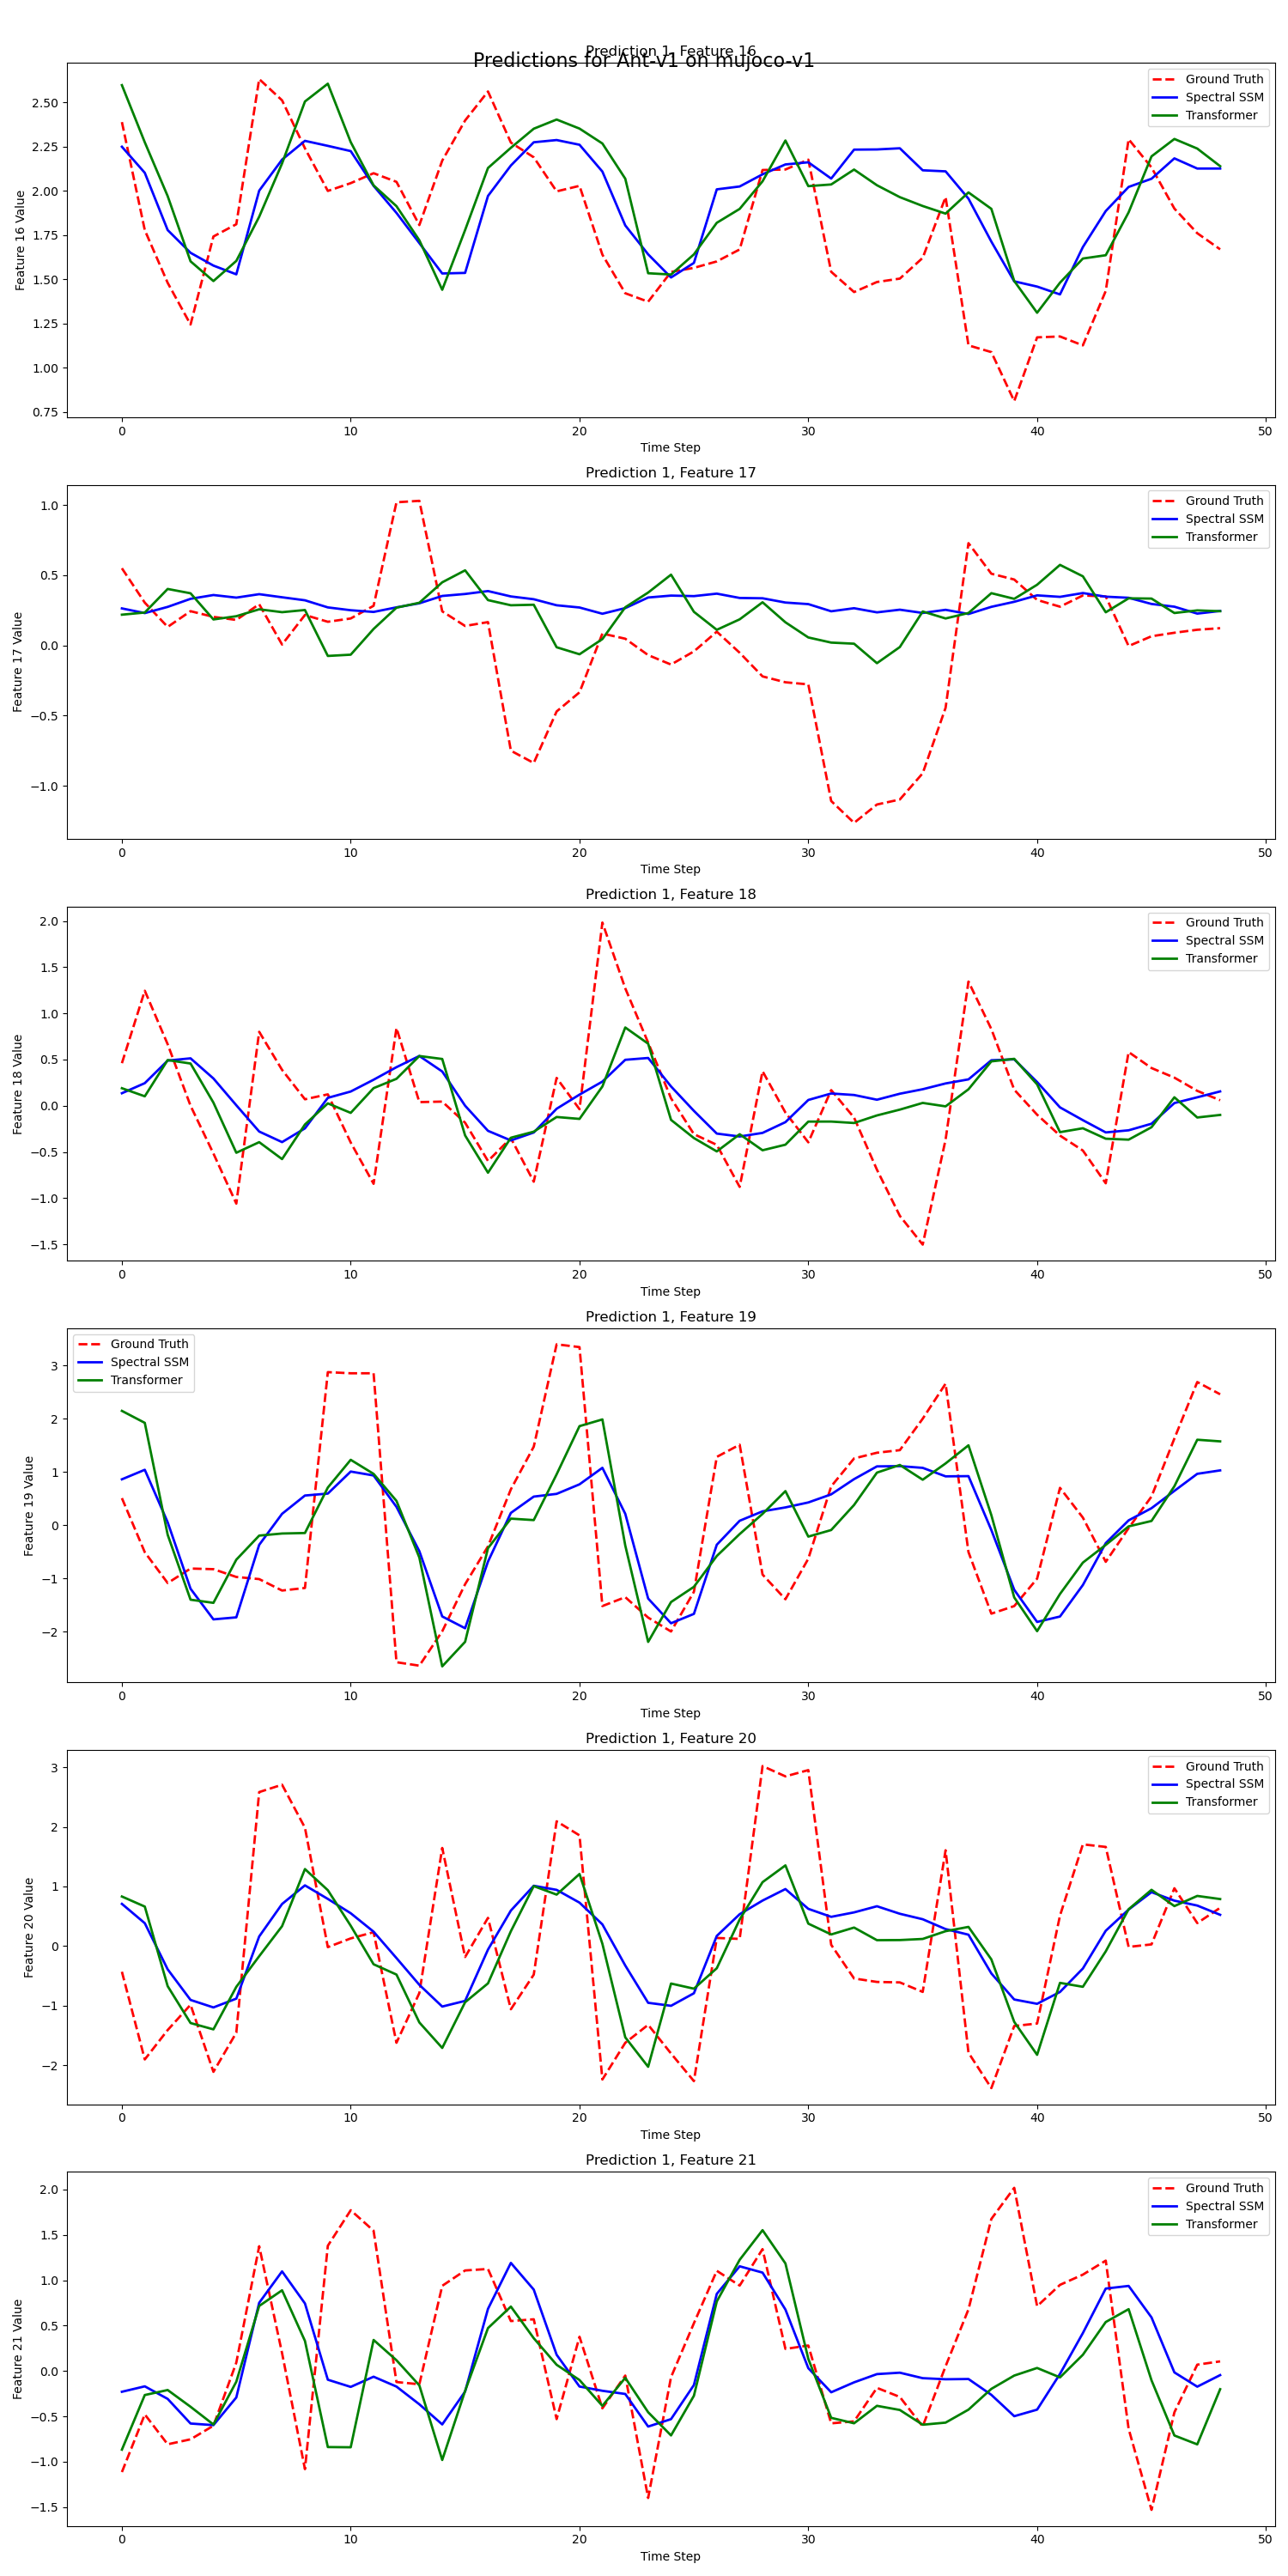 Prediction 1, Feature 16
Predictions for Ant-v1 on mujoco-v1
Ground Truth
Spectral SSM
Transformer
Feature 16 Value
2.50
2.25
2.00
1.75
1.50
1.25
1.00
0.75
0 10 20 30 40 50
Time Step
Prediction 1, Feature 17
Ground Truth
Spectral SSM
Transformer
Feature 17 Value
1.0
0.5
0.0
−0.5
−1.0
0 10 20 30 40 50
Time Step
Prediction 1, Feature 18
Ground Truth
Spectral SSM
Transformer
Feature 18 Value
2.0
1.5
1.0
0.5
0.0
−0.5
−1.0
−1.5
0 10 20 30 40 50
Time Step
Prediction 1, Feature 19
Ground Truth
Spectral SSM
Transformer
Feature 19 Value
3
2
1
0
−1
−2
0 10 20 30 40 50
Time Step
Prediction 1, Feature 20
Ground Truth
Spectral SSM
Transformer
Feature 20 Value
3
2
1
0
−1
−2
0 10 20 30 40 50
Time Step
Prediction 1, Feature 21
Ground Truth
Spectral SSM
Transformer
Feature 21 Value
2.0
1.5
1.0
0.5
0.0
−0.5
−1.0
−1.5
0 10 20 30 40 50
Time Step